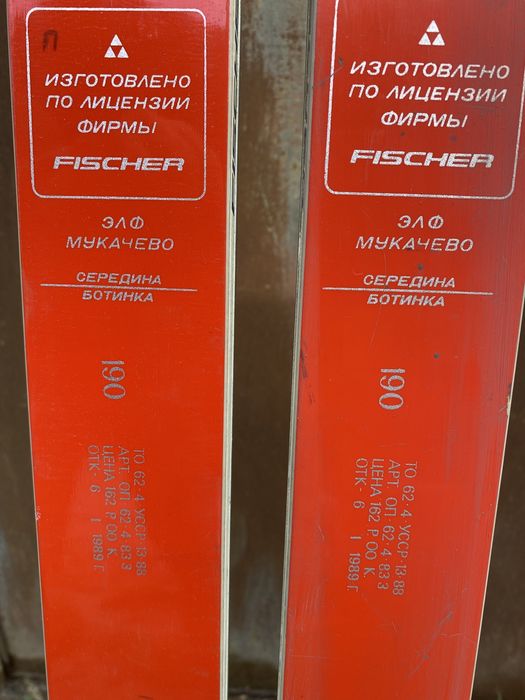 П
ИЗГОТОВЛЕНО
ПО ЛИЦЕНЗИИ
ФИРМЫ
FISCHER
ЭЛФ
МУКАЧЕВО
СЕРЕДИНА
БОТИНКА
190
ТО 62·4 УССР 13·88
АРТ. ОП·62·4·83 3
ЦЕНА 162 Р. 00 К.
ОТК- 6 I 1989 Г.
ИЗГОТОВЛЕНО
ПО ЛИЦЕНЗИИ
ФИРМЫ
FISCHER
ЭЛФ
МУКАЧЕВО
СЕРЕДИНА
БОТИНКА
190
ТО 62·4 УССР 13·88
АРТ. ОП·62·4·83 3
ЦЕНА 162 Р. 00 К.
ОТК- 6 I 1989 Г.